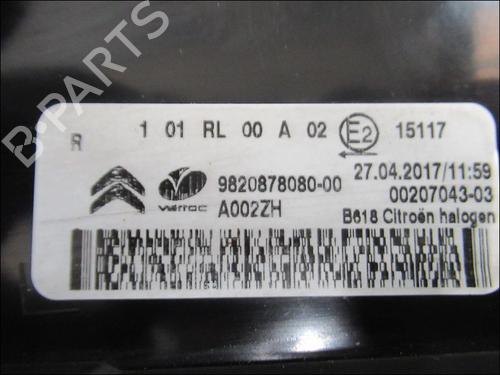 B-PARTS
R 1 01 RL 00 A 02 E2 15117
9820878080-00 27.04.2017/11:59
varroc A002ZH 00207043-03
B618 Citroën halogen